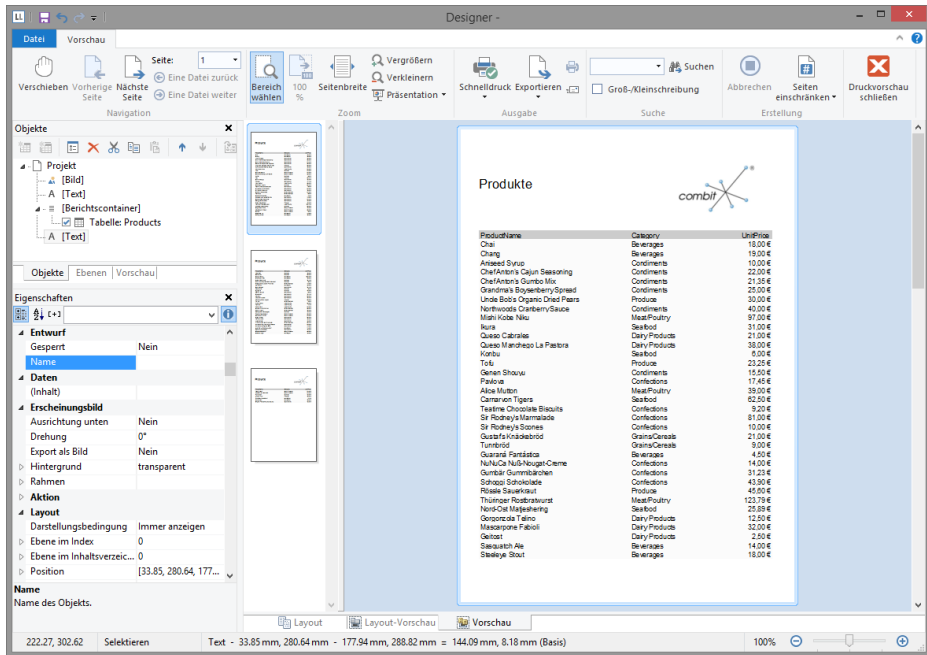 LL
Designer -
Datei Vorschau
Verschieben
Vorherige Seite
Nächste Seite
Seite: 1
Eine Datei zurück
Eine Datei weiter
Navigation
Bereich wählen
100 %
Seitenbreite
Vergrößern
Verkleinern
Präsentation
Zoom
Schnelldruck
Exportieren
Ausgabe
Suchen
Groß-/Kleinschreibung
Suche
Abbrechen
Seiten einschränken
Erstellung
Druckvorschau schließen
Objekte
Projekt
[Bild]
A [Text]
[Berichtscontainer]
Tabelle: Products
A [Text]
Objekte Ebenen Vorschau
Eigenschaften
Entwurf
Gesperrt Nein
Name
Daten
(Inhalt)
Erscheinungsbild
Ausrichtung unten Nein
Drehung 0°
Export als Bild Nein
Hintergrund transparent
Rahmen
Aktion
Layout
Darstellungsbedingung Immer anzeigen
Ebene im Index 0
Ebene im Inhaltsverzeic... 0
Position [33.85, 280.64, 177...
Name
Name des Objekts.
Produkte
combit
ProductName Category UnitPrice
Chai Beverages 18,00 €
Chang Beverages 19,00 €
Aniseed Syrup Condiments 10,00 €
Chef Anton's Cajun Seasoning Condiments 22,00 €
Chef Anton's Gumbo Mix Condiments 21,35 €
Grandma's Boysenberry Spread Condiments 25,00 €
Uncle Bob's Organic Dried Pears Produce 30,00 €
Northwoods Cranberry Sauce Condiments 40,00 €
Mishi Kobe Niku Meat/Poultry 97,00 €
Ikura Seafood 31,00 €
Queso Cabrales Dairy Products 21,00 €
Queso Manchego La Pastora Dairy Products 38,00 €
Konbu Seafood 6,00 €
Tofu Produce 23,25 €
Genen Shouyu Condiments 15,50 €
Pavlova Confections 17,45 €
Alice Mutton Meat/Poultry 39,00 €
Carnarvon Tigers Seafood 62,50 €
Teatime Chocolate Biscuits Confections 9,20 €
Sir Rodney's Marmalade Confections 81,00 €
Sir Rodney's Scones Confections 10,00 €
Gustaf's Knäckebröd Grains/Cereals 21,00 €
Tunnbröd Grains/Cereals 9,00 €
Guaraná Fantástica Beverages 4,50 €
NuNuCa Nuß-Nougat-Creme Confections 14,00 €
Gumbär Gummibärchen Confections 31,23 €
Schoggi Schokolade Confections 43,90 €
Rössle Sauerkraut Produce 45,60 €
Thüringer Rostbratwurst Meat/Poultry 123,79 €
Nord-Ost Matjeshering Seafood 25,89 €
Gorgonzola Telino Dairy Products 12,50 €
Mascarpone Fabioli Dairy Products 32,00 €
Geitost Dairy Products 2,50 €
Sasquatch Ale Beverages 14,00 €
Steeleye Stout Beverages 18,00 €
Layout Layout-Vorschau Vorschau
222.27, 302.62 Selektieren Text - 33.85 mm, 280.64 mm - 177.94 mm, 288.82 mm = 144.09 mm, 8.18 mm (Basis) 100%